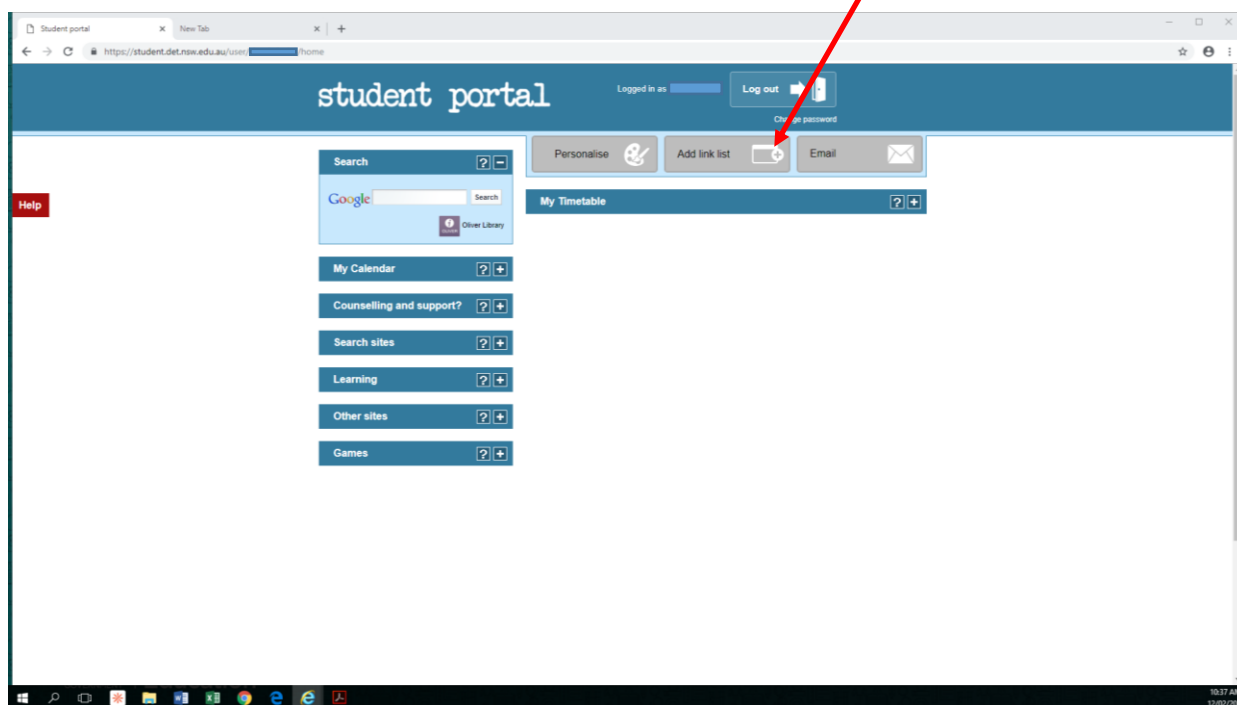 Student portal
New Tab
https://student.det.nsw.edu.au/user/ /home
student portal
Logged in as
Log out
Change password
Personalise
Add link list
Email
Search
Google
Search
Oliver Library
Help
My Timetable
My Calendar
Counselling and support?
Search sites
Learning
Other sites
Games
10:37 AM